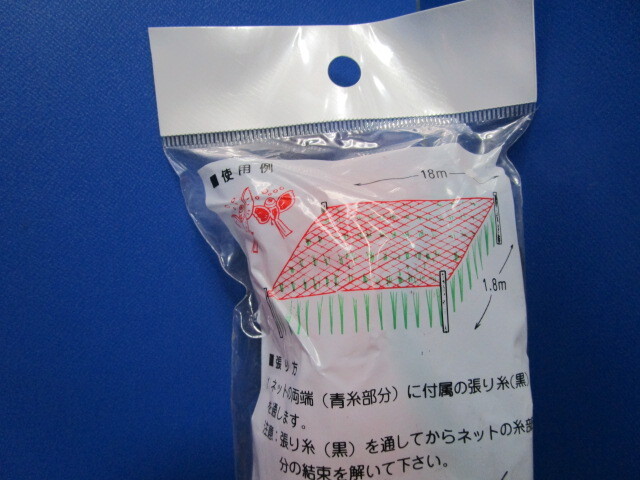 ■使用例
18m
1.8m
■張り方
1.ネットの両端（青糸部分）に付属の張り糸(黒)
を通します。
注意：張り糸（黒）を通してからネットの糸部
分の結束を解いて下さい。